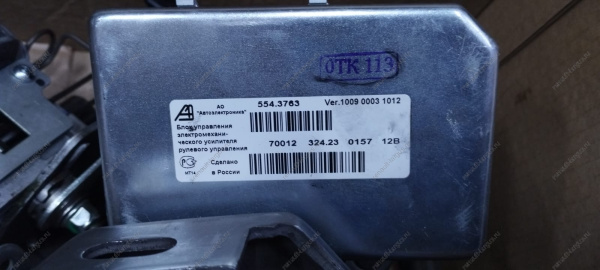 ОТК 113
АО
"Автоэлектроника"
554.3763
Ver.1009 0003 1012
Блок управления
электромехани-
ческого усилителя
рулевого управления
70012 324.23 0157 12В
Сделано
в России